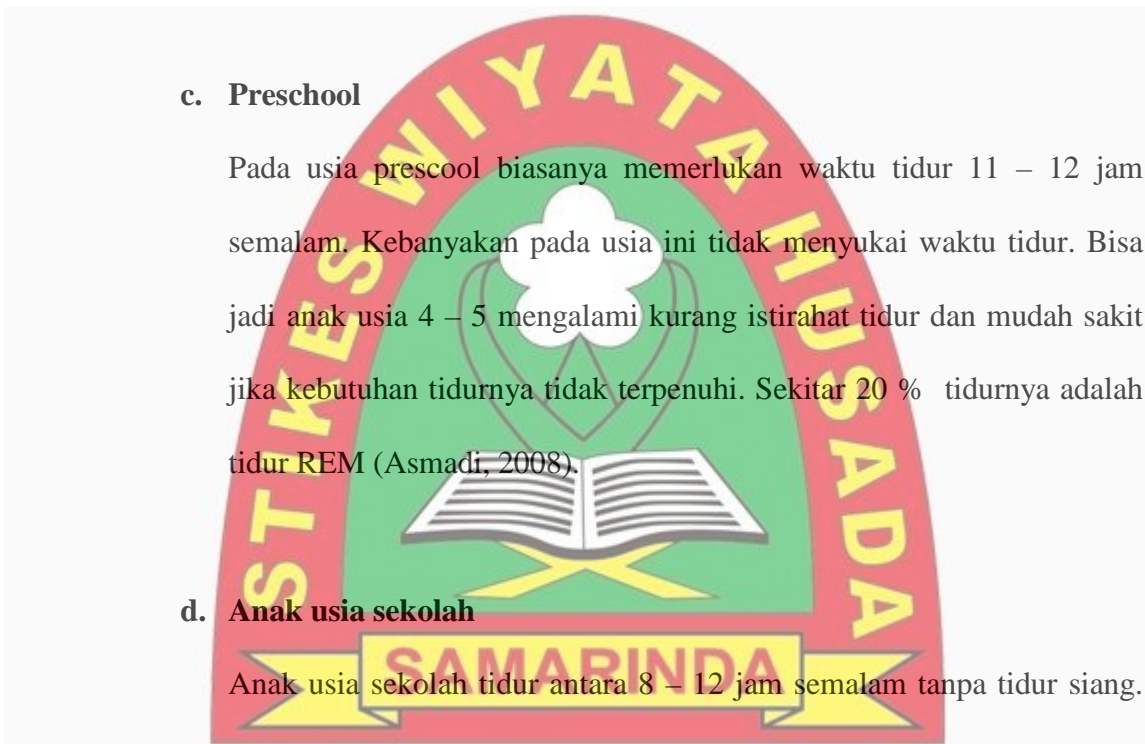 STIKES WIYATA HUSADA
c. Preschool
Pada usia prescool biasanya memerlukan waktu tidur 11 – 12 jam
semalam. Kebanyakan pada usia ini tidak menyukai waktu tidur. Bisa
jadi anak usia 4 – 5 mengalami kurang istirahat tidur dan mudah sakit
jika kebutuhan tidurnya tidak terpenuhi. Sekitar 20 % tidurnya adalah
tidur REM (Asmadi, 2008).
d. Anak usia sekolah
SAMARINDA
Anak usia sekolah tidur antara 8 – 12 jam semalam tanpa tidur siang.